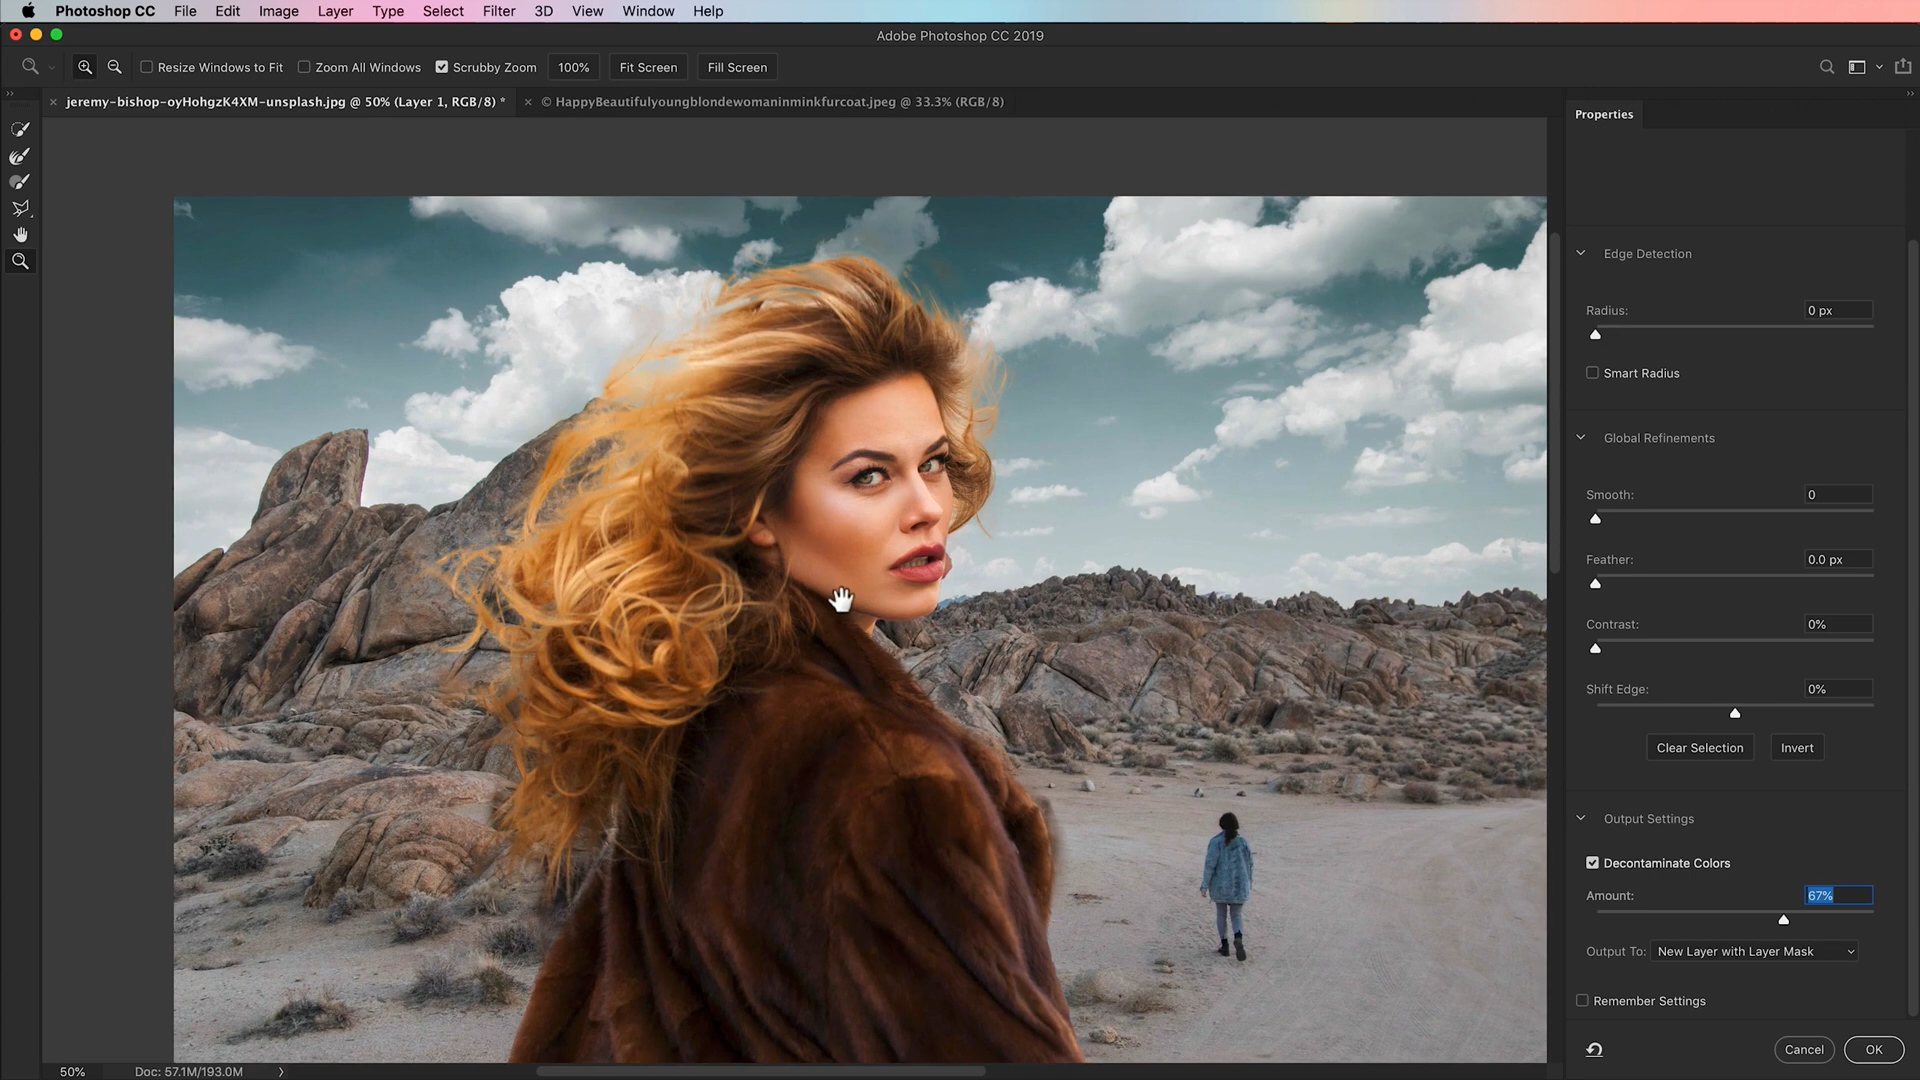 Photoshop CC File Edit Image Layer Type Select Filter 3D View Window Help
Adobe Photoshop CC 2019
Resize Windows to Fit Zoom All Windows Scrubby Zoom 100% Fit Screen Fill Screen
jeremy-bishop-oyHohgzK4XM-unsplash.jpg @ 50% (Layer 1, RGB/8) * © HappyBeautifulyoungblondewomaninminkfurcoat.jpeg @ 33.3% (RGB/8)
Properties
Edge Detection
Radius: 0 px
Smart Radius
Global Refinements
Smooth: 0
Feather: 0.0 px
Contrast: 0%
Shift Edge: 0%
Clear Selection Invert
Output Settings
Decontaminate Colors
Amount: 67%
Output To: New Layer with Layer Mask
Remember Settings
Cancel OK
50% Doc: 57.1M/193.0M